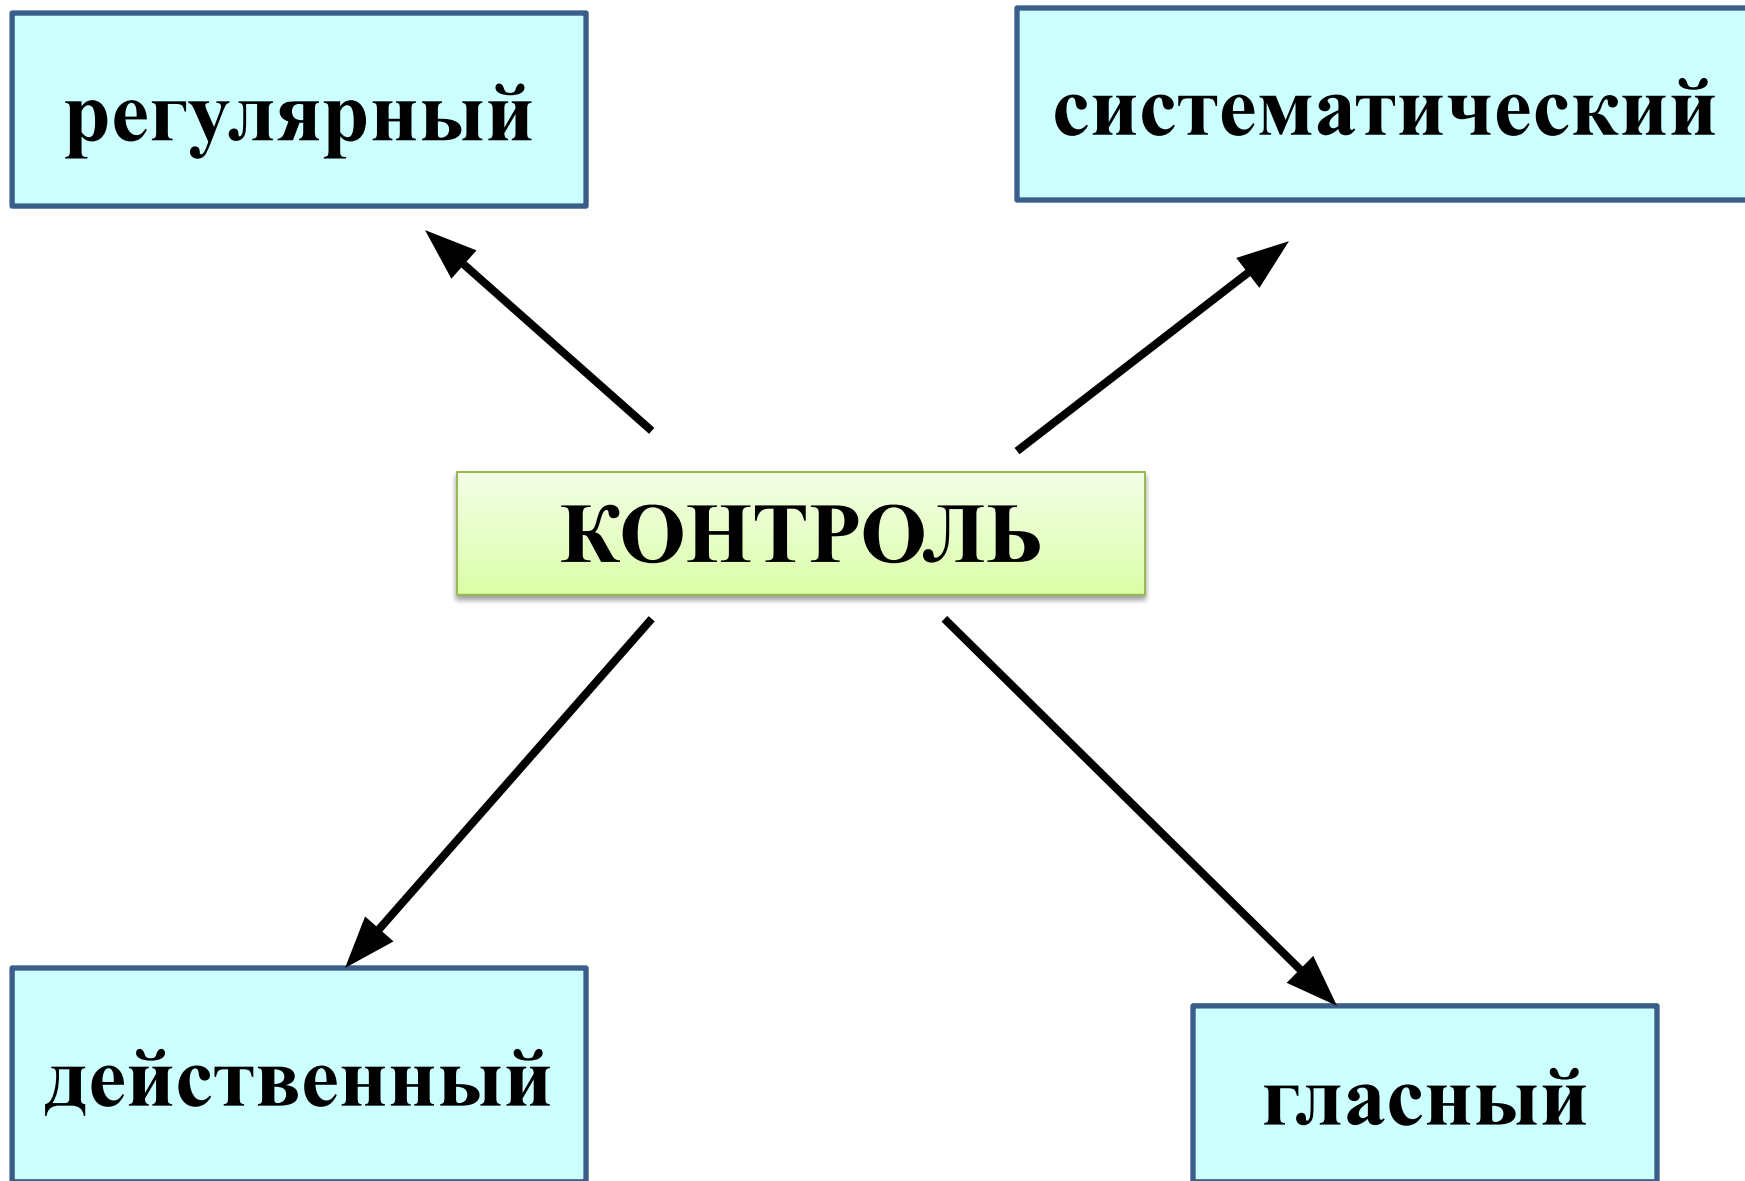 регулярный
систематический
КОНТРОЛЬ
действенный
гласный